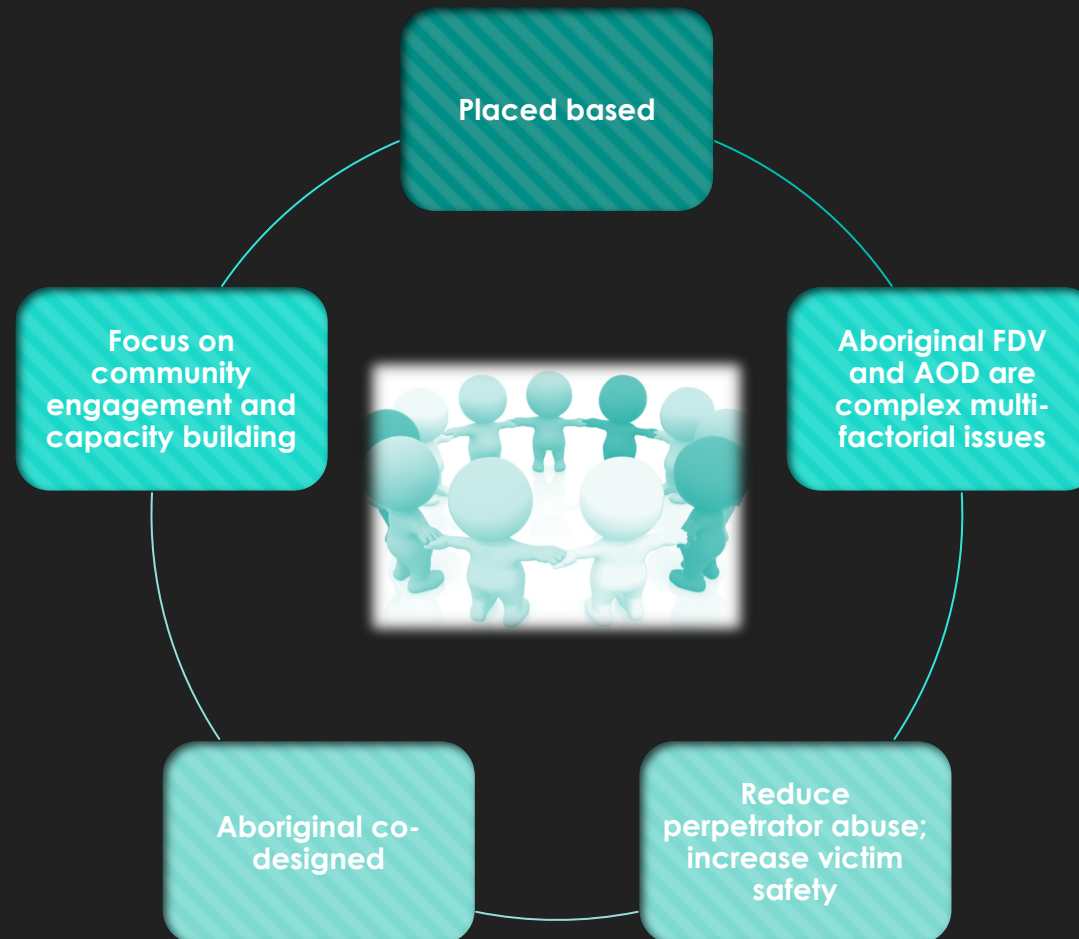 Placed based
Aboriginal FDV
and AOD are
complex multi-
factorial issues
Reduce
perpetrator abuse;
increase victim
safety
Aboriginal co-
designed
Focus on
community
engagement and
capacity building